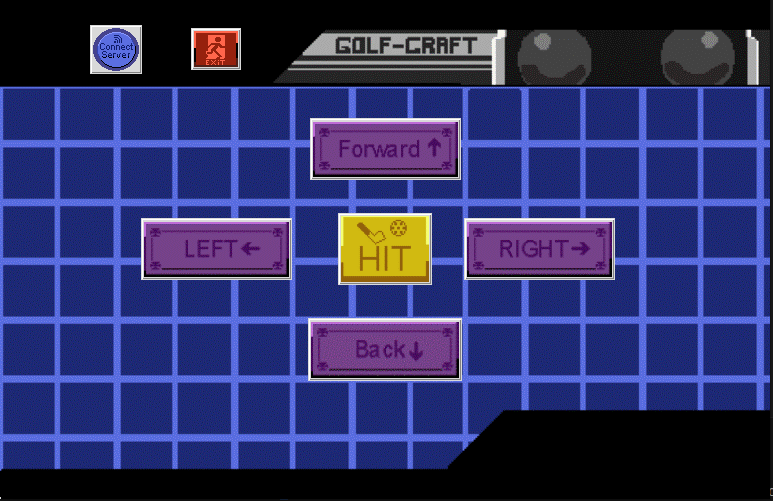 Connect
Server
EXIT
GOLF-CRAFT
Forward ↑
LEFT ←
HIT
RIGHT →
Back ↓